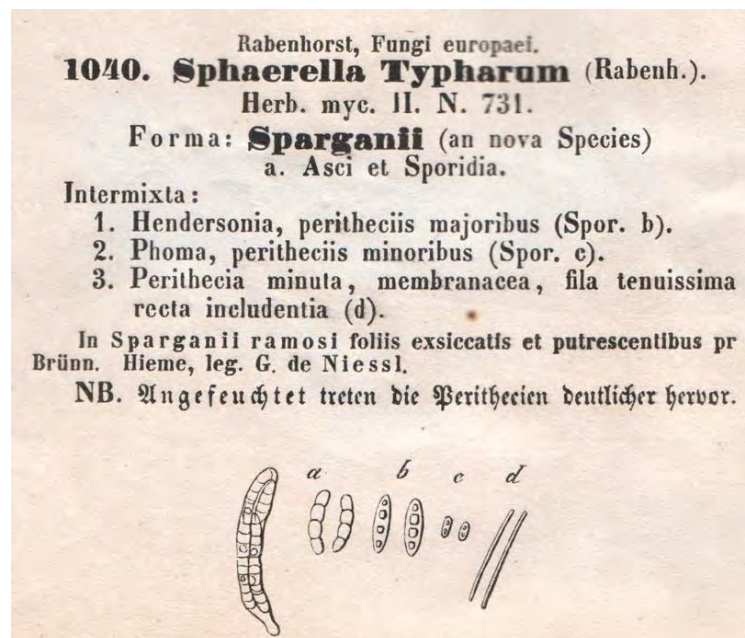 Rabenhorst, Fungi europaei.
1040. Sphaerella Typharum (Rabenh.).
Herb. myc. II. N. 731.
Forma: Sparganii (an nova Species)
a. Asci et Sporidia.
Intermixta:
1. Hendersonia, peritheciis majoribus (Spor. b).
2. Phoma, peritheciis minoribus (Spor. c).
3. Perithecia minuta, membranacea, fila tenuissima
recta includentia (d).
In Sparganii ramosi foliis exsiccatis et putrescentibus pr
Brünn. Hieme, leg. G. de Niessl.
NB. Angefeuchtet treten die Perithecien deutlicher hervor.
a b c d